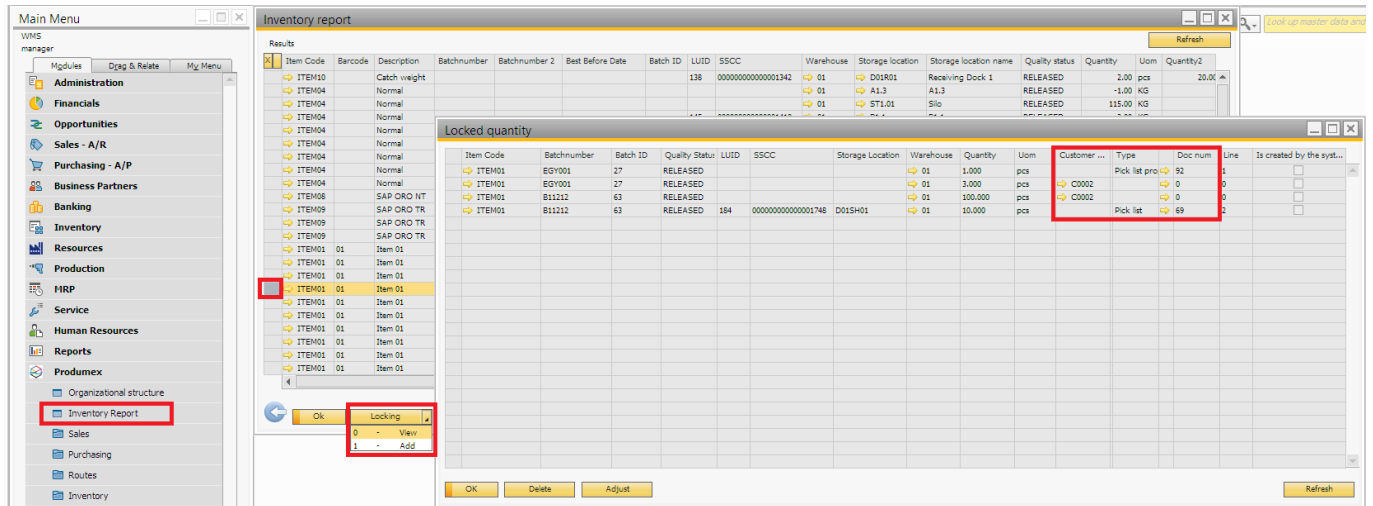 Main Menu
WMS
manager
Modules Drag & Relate My Menu
Administration
Financials
Opportunities
Sales - A/R
Purchasing - A/P
Business Partners
Banking
Inventory
Resources
Production
MRP
Service
Human Resources
Reports
Produmex
Organizational structure
Inventory Report
Sales
Purchasing
Routes
Inventory
Inventory report
Look up master data and
Results
Refresh
X Item Code Barcode Description Batchnumber Batchnumber 2 Best Before Date Batch ID LUID SSCC Warehouse Storage location Storage location name Quality status Quantity Uom Quantity2
ITEM10 Catch weight 138 000000000000001342 01 D01R01 Receiving Dock 1 RELEASED 2.00 pcs 20.00
ITEM04 Normal 01 A1.3 A1.3 RELEASED -1.00 KG
ITEM04 Normal 01 ST1.01 Silo RELEASED 115.00 KG
ITEM04 Normal
ITEM04 Normal
ITEM04 Normal
ITEM04 Normal
ITEM04 Normal
ITEM04 Normal
ITEM08 SAP ORO NT
ITEM09 SAP ORO TR
ITEM09 SAP ORO TR
ITEM09 SAP ORO TR
ITEM01 01 Item 01
ITEM01 01 Item 01
ITEM01 01 Item 01
ITEM01 01 Item 01
ITEM01 01 Item 01
ITEM01 01 Item 01
ITEM01 01 Item 01
ITEM01 01 Item 01
ITEM01 01 Item 01
ITEM01 01 Item 01
Ok Locking
0 - View
1 - Add
Locked quantity
Item Code Batchnumber Batch ID Quality Status LUID SSCC Storage Location Warehouse Quantity Uom Customer ... Type Doc num Line Is created by the syst...
ITEM01 EGY001 27 RELEASED 01 1.000 pcs Pick list pro 92 1
ITEM01 EGY001 27 RELEASED 01 3.000 pcs C0002 0 0
ITEM01 B11212 63 RELEASED 01 100.000 pcs C0002 0 0
ITEM01 B11212 63 RELEASED 184 000000000000001748 D01SH01 01 10.000 pcs Pick list 69 2
OK Delete Adjust Refresh